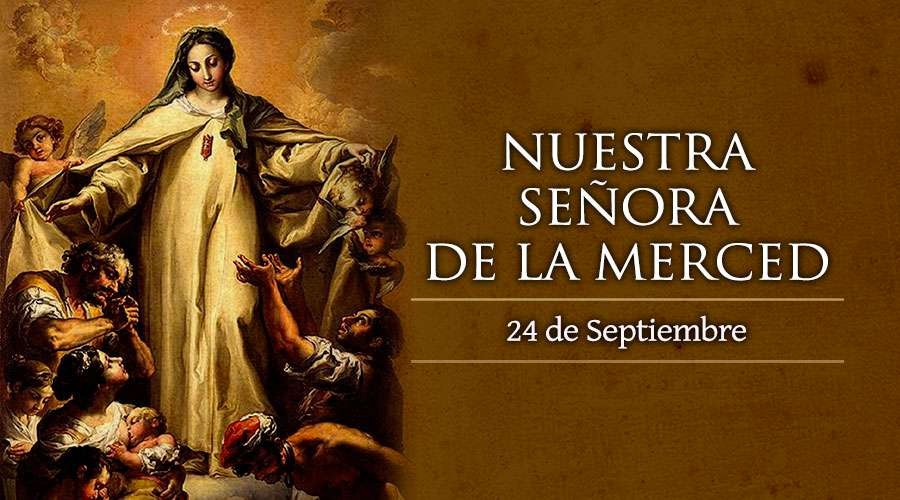 NUESTRA
SEÑORA
DE LA MERCED
24 de Septiembre